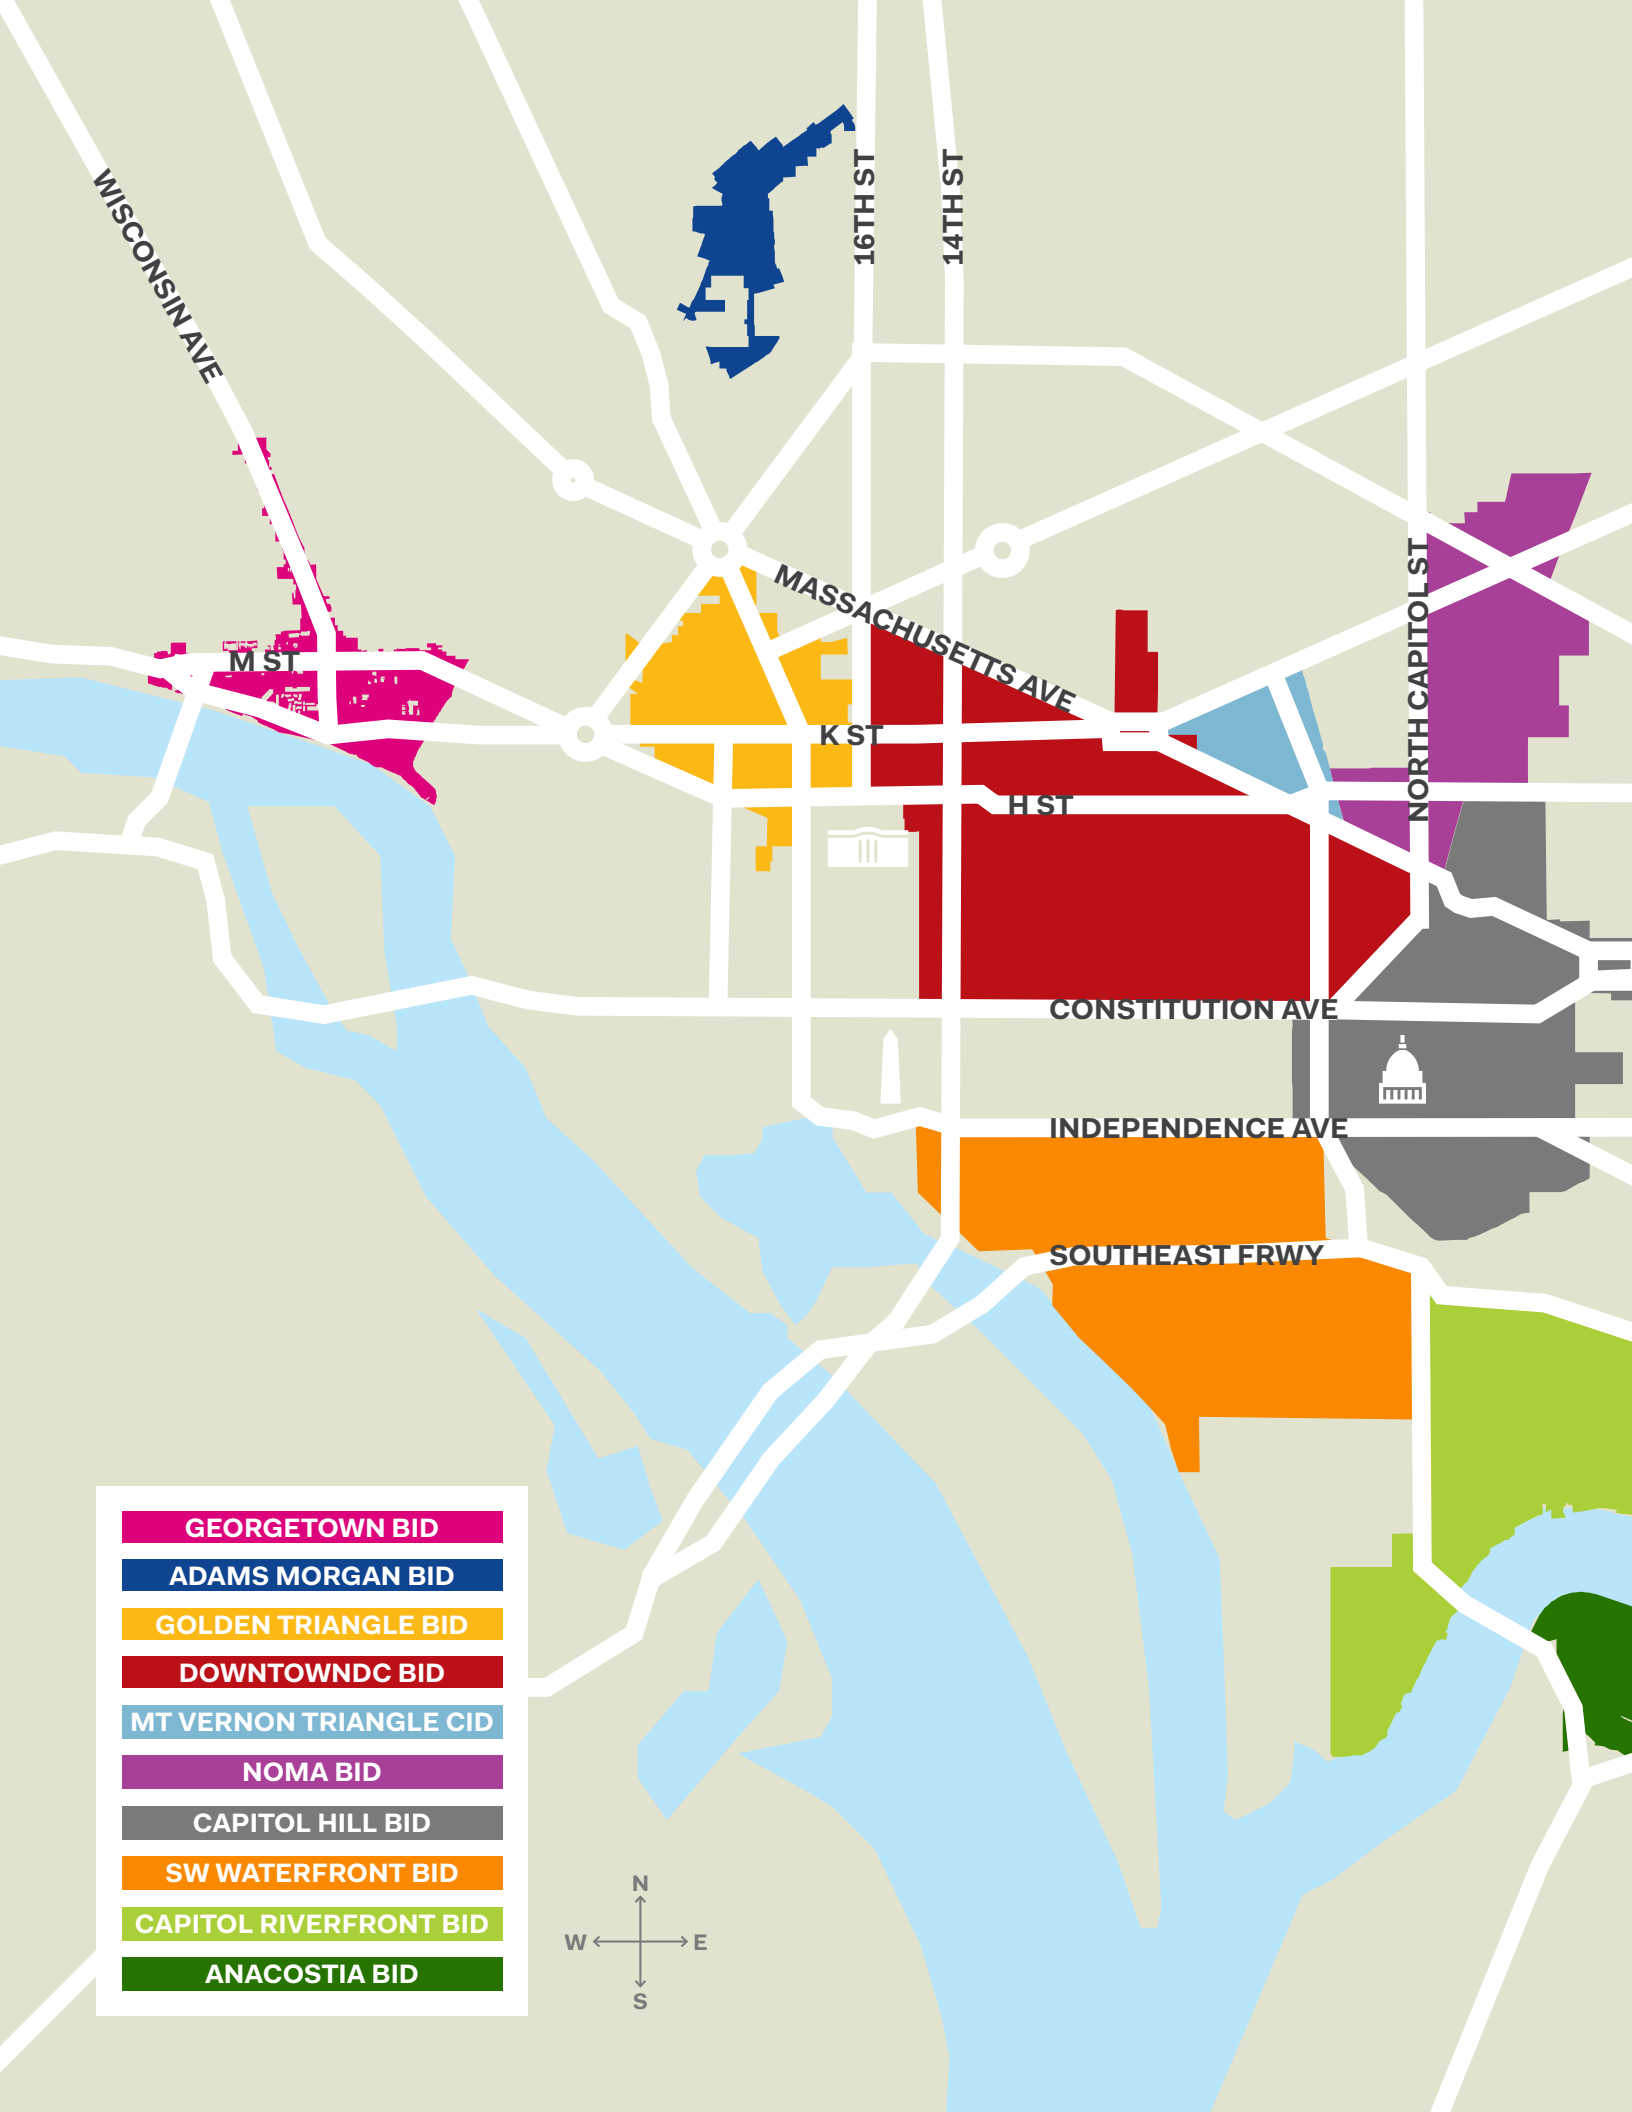 16TH ST
14TH ST
WISCONSIN AVE
MASSACHUSETTS AVE
NORTH CAPITOL ST
M ST
K ST
H ST
CONSTITUTION AVE
INDEPENDENCE AVE
SOUTHEAST FRWY
GEORGETOWN BID
ADAMS MORGAN BID
GOLDEN TRIANGLE BID
DOWNTOWNDC BID
MT VERNON TRIANGLE CID
NOMA BID
CAPITOL HILL BID
SW WATERFRONT BID
CAPITOL RIVERFRONT BID
ANACOSTIA BID
N
W E
S